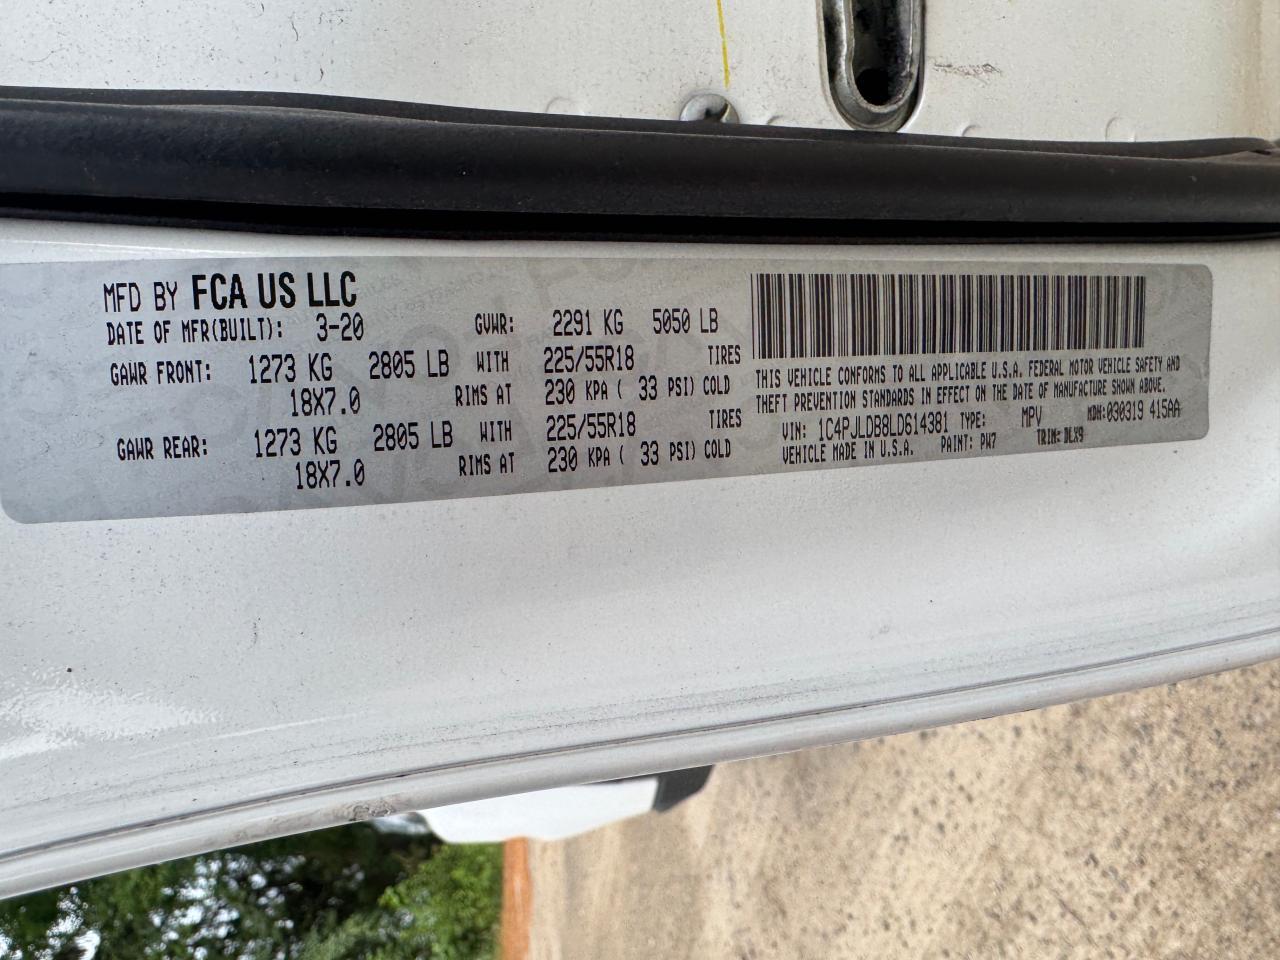 MFD BY FCA US LLC
DATE OF MFR(BUILT): 3-20 GVWR: 2291 KG 5050 LB
GAWR FRONT: 1273 KG 2805 LB WITH 225/55R18 TIRES
18X7.0 RIMS AT 230 KPA ( 33 PSI) COLD
GAWR REAR: 1273 KG 2805 LB WITH 225/55R18 TIRES
18X7.0 RIMS AT 230 KPA ( 33 PSI) COLD
THIS VEHICLE CONFORMS TO ALL APPLICABLE U.S.A. FEDERAL MOTOR VEHICLE SAFETY AND
THEFT PREVENTION STANDARDS IN EFFECT ON THE DATE OF MANUFACTURE SHOWN ABOVE.
VIN: 1C4PJLDB8LD614381 TYPE: MPV MDH:030319 415AA
VEHICLE MADE IN U.S.A. PAINT: PW7 TRIM: DLX9